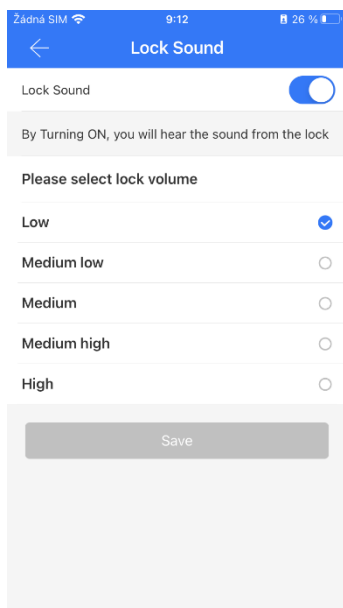 Žádná SIM 9:12 26 %
Lock Sound
Lock Sound
By Turning ON, you will hear the sound from the lock
Please select lock volume
Low
Medium low
Medium
Medium high
High
Save